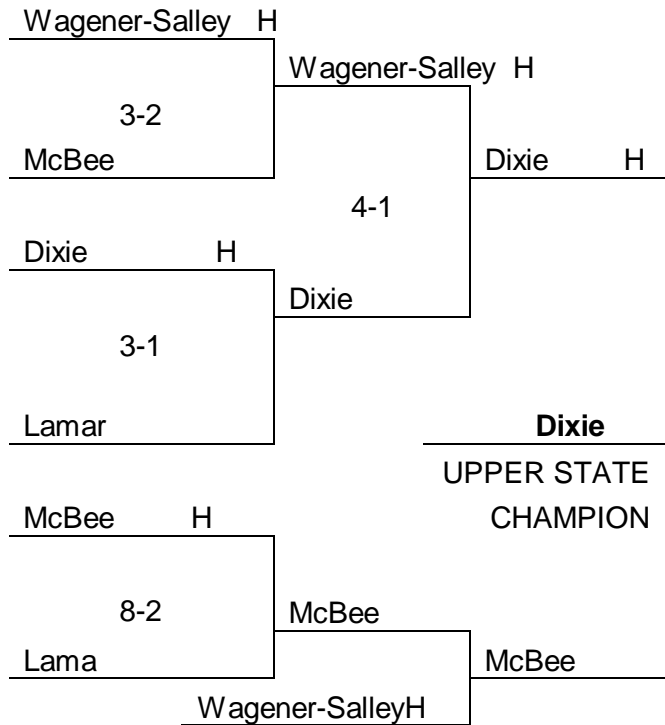 Wagener-Salley H
Wagener-Salley H
3-2
McBee
Dixie H
4-1
Dixie H
Dixie
3-1
Lamar
Dixie
UPPER STATE
CHAMPION
McBee H
8-2
McBee
Lama
McBee
Wagener-SalleyH